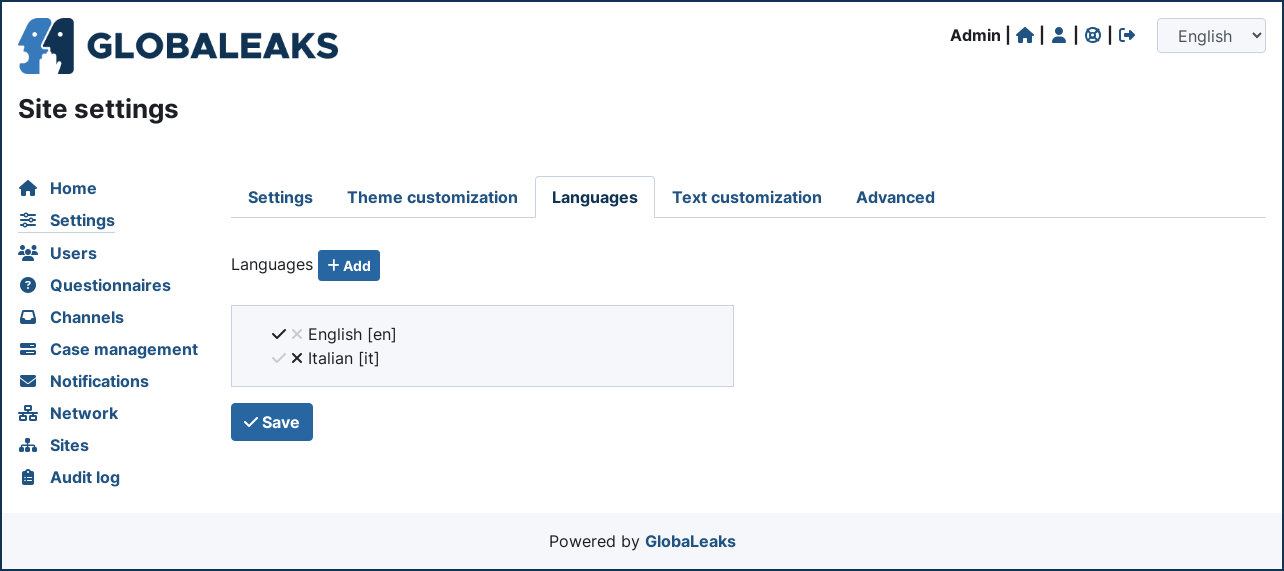 GLOBALEAKS
Admin | | | |
English
Site settings
Home
Settings
Users
Questionnaires
Channels
Case management
Notifications
Network
Sites
Audit log
Settings Theme customization Languages Text customization Advanced
Languages + Add
English [en]
Italian [it]
Save
Powered by GlobaLeaks